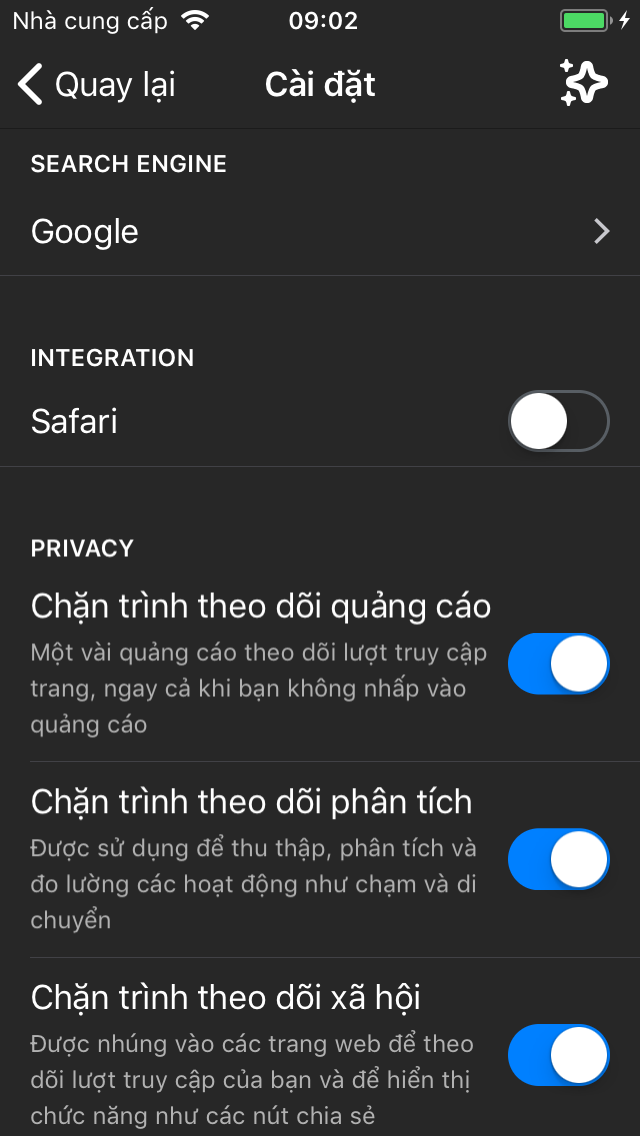 Nhà cung cấp 09:02
Quay lại Cài đặt
SEARCH ENGINE
Google
INTEGRATION
Safari
PRIVACY
Chặn trình theo dõi quảng cáo
Một vài quảng cáo theo dõi lượt truy cập
trang, ngay cả khi bạn không nhấp vào
quảng cáo
Chặn trình theo dõi phân tích
Được sử dụng để thu thập, phân tích và
đo lường các hoạt động như chạm và di
chuyển
Chặn trình theo dõi xã hội
Được nhúng vào các trang web để theo
dõi lượt truy cập của bạn và để hiển thị
chức năng như các nút chia sẻ